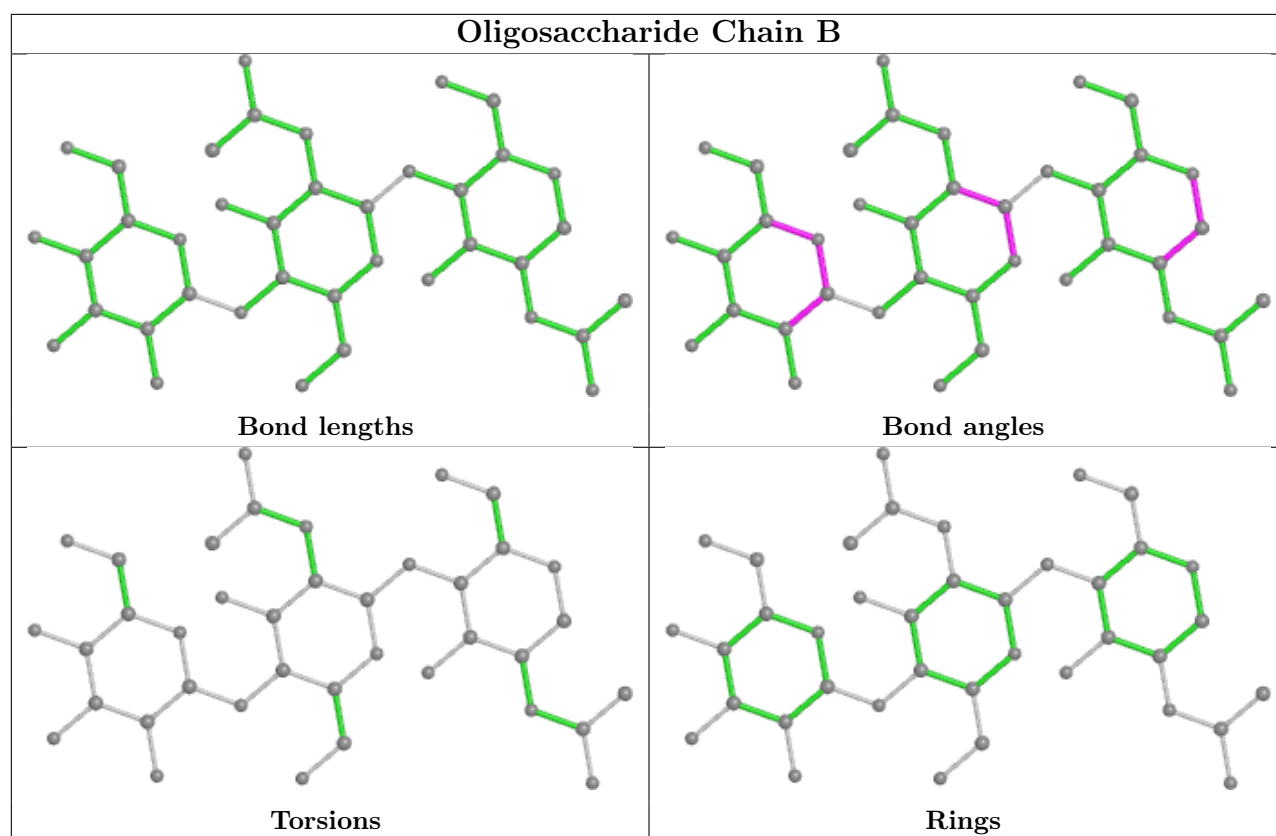 Oligosaccharide Chain B
Bond lengths
Bond angles
Torsions
Rings